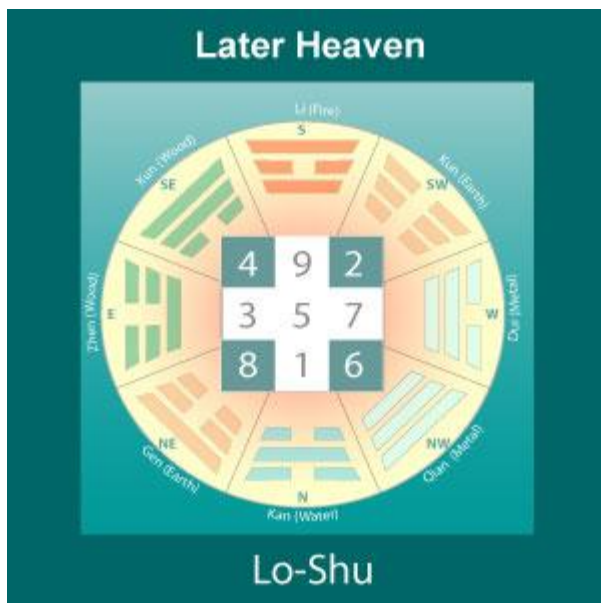 Later Heaven
Li (Fire)
S
Xun (Wood)
SE
Kun (Earth)
SW
4 9 2
3 5 7
8 1 6
Zhen (Wood)
E
Dui (Metal)
W
Gen (Earth)
NE
Qian (Metal)
NW
N
Kan (Water)
Lo-Shu